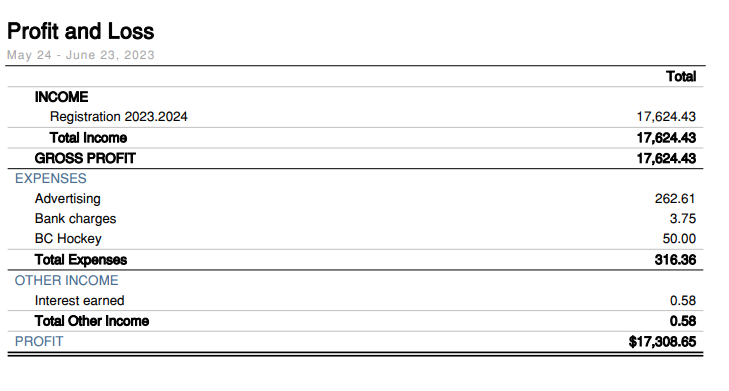 Profit and Loss
May 24 - June 23, 2023
Total
INCOME
Registration 2023.2024 17,624.43
Total Income 17,624.43
GROSS PROFIT 17,624.43
EXPENSES
Advertising 262.61
Bank charges 3.75
BC Hockey 50.00
Total Expenses 316.36
OTHER INCOME
Interest earned 0.58
Total Other Income 0.58
PROFIT $17,308.65